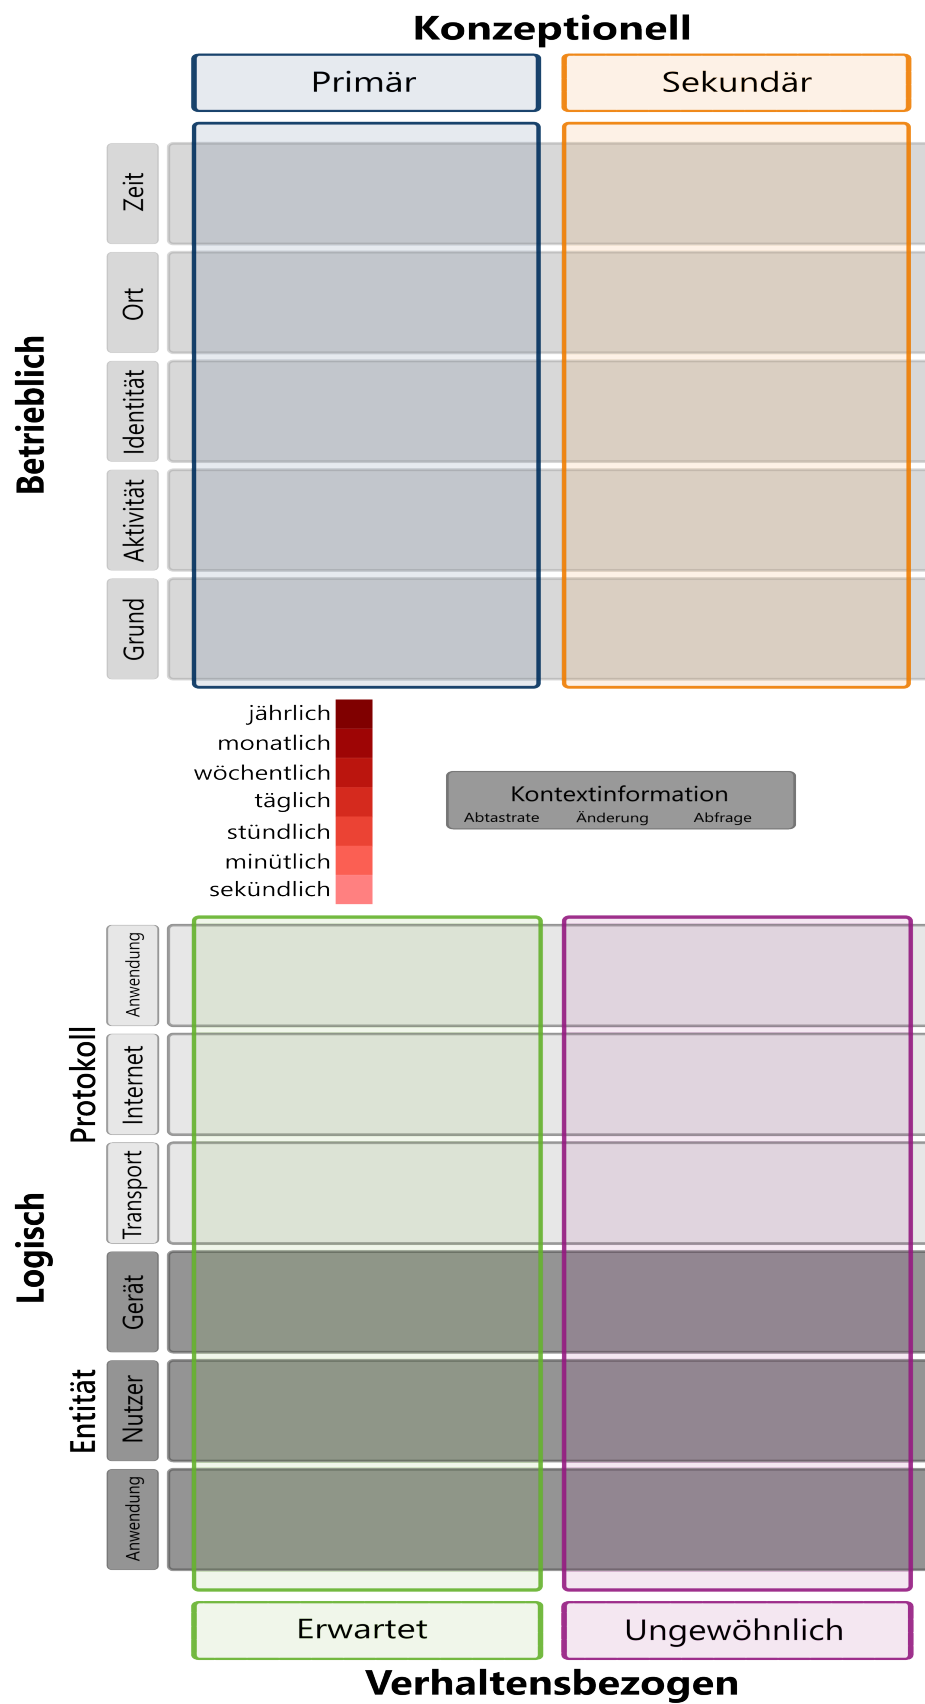 Konzeptionell
Primär
Sekundär
Betrieblich
Zeit
Ort
Identität
Aktivität
Grund
jährlich
monatlich
wöchentlich
täglich
stündlich
minütlich
sekündlich
Kontextinformation
Abtastrate Änderung Abfrage
Logisch
Protokoll
Anwendung
Internet
Transport
Entität
Gerät
Nutzer
Anwendung
Erwartet
Ungewöhnlich
Verhaltensbezogen